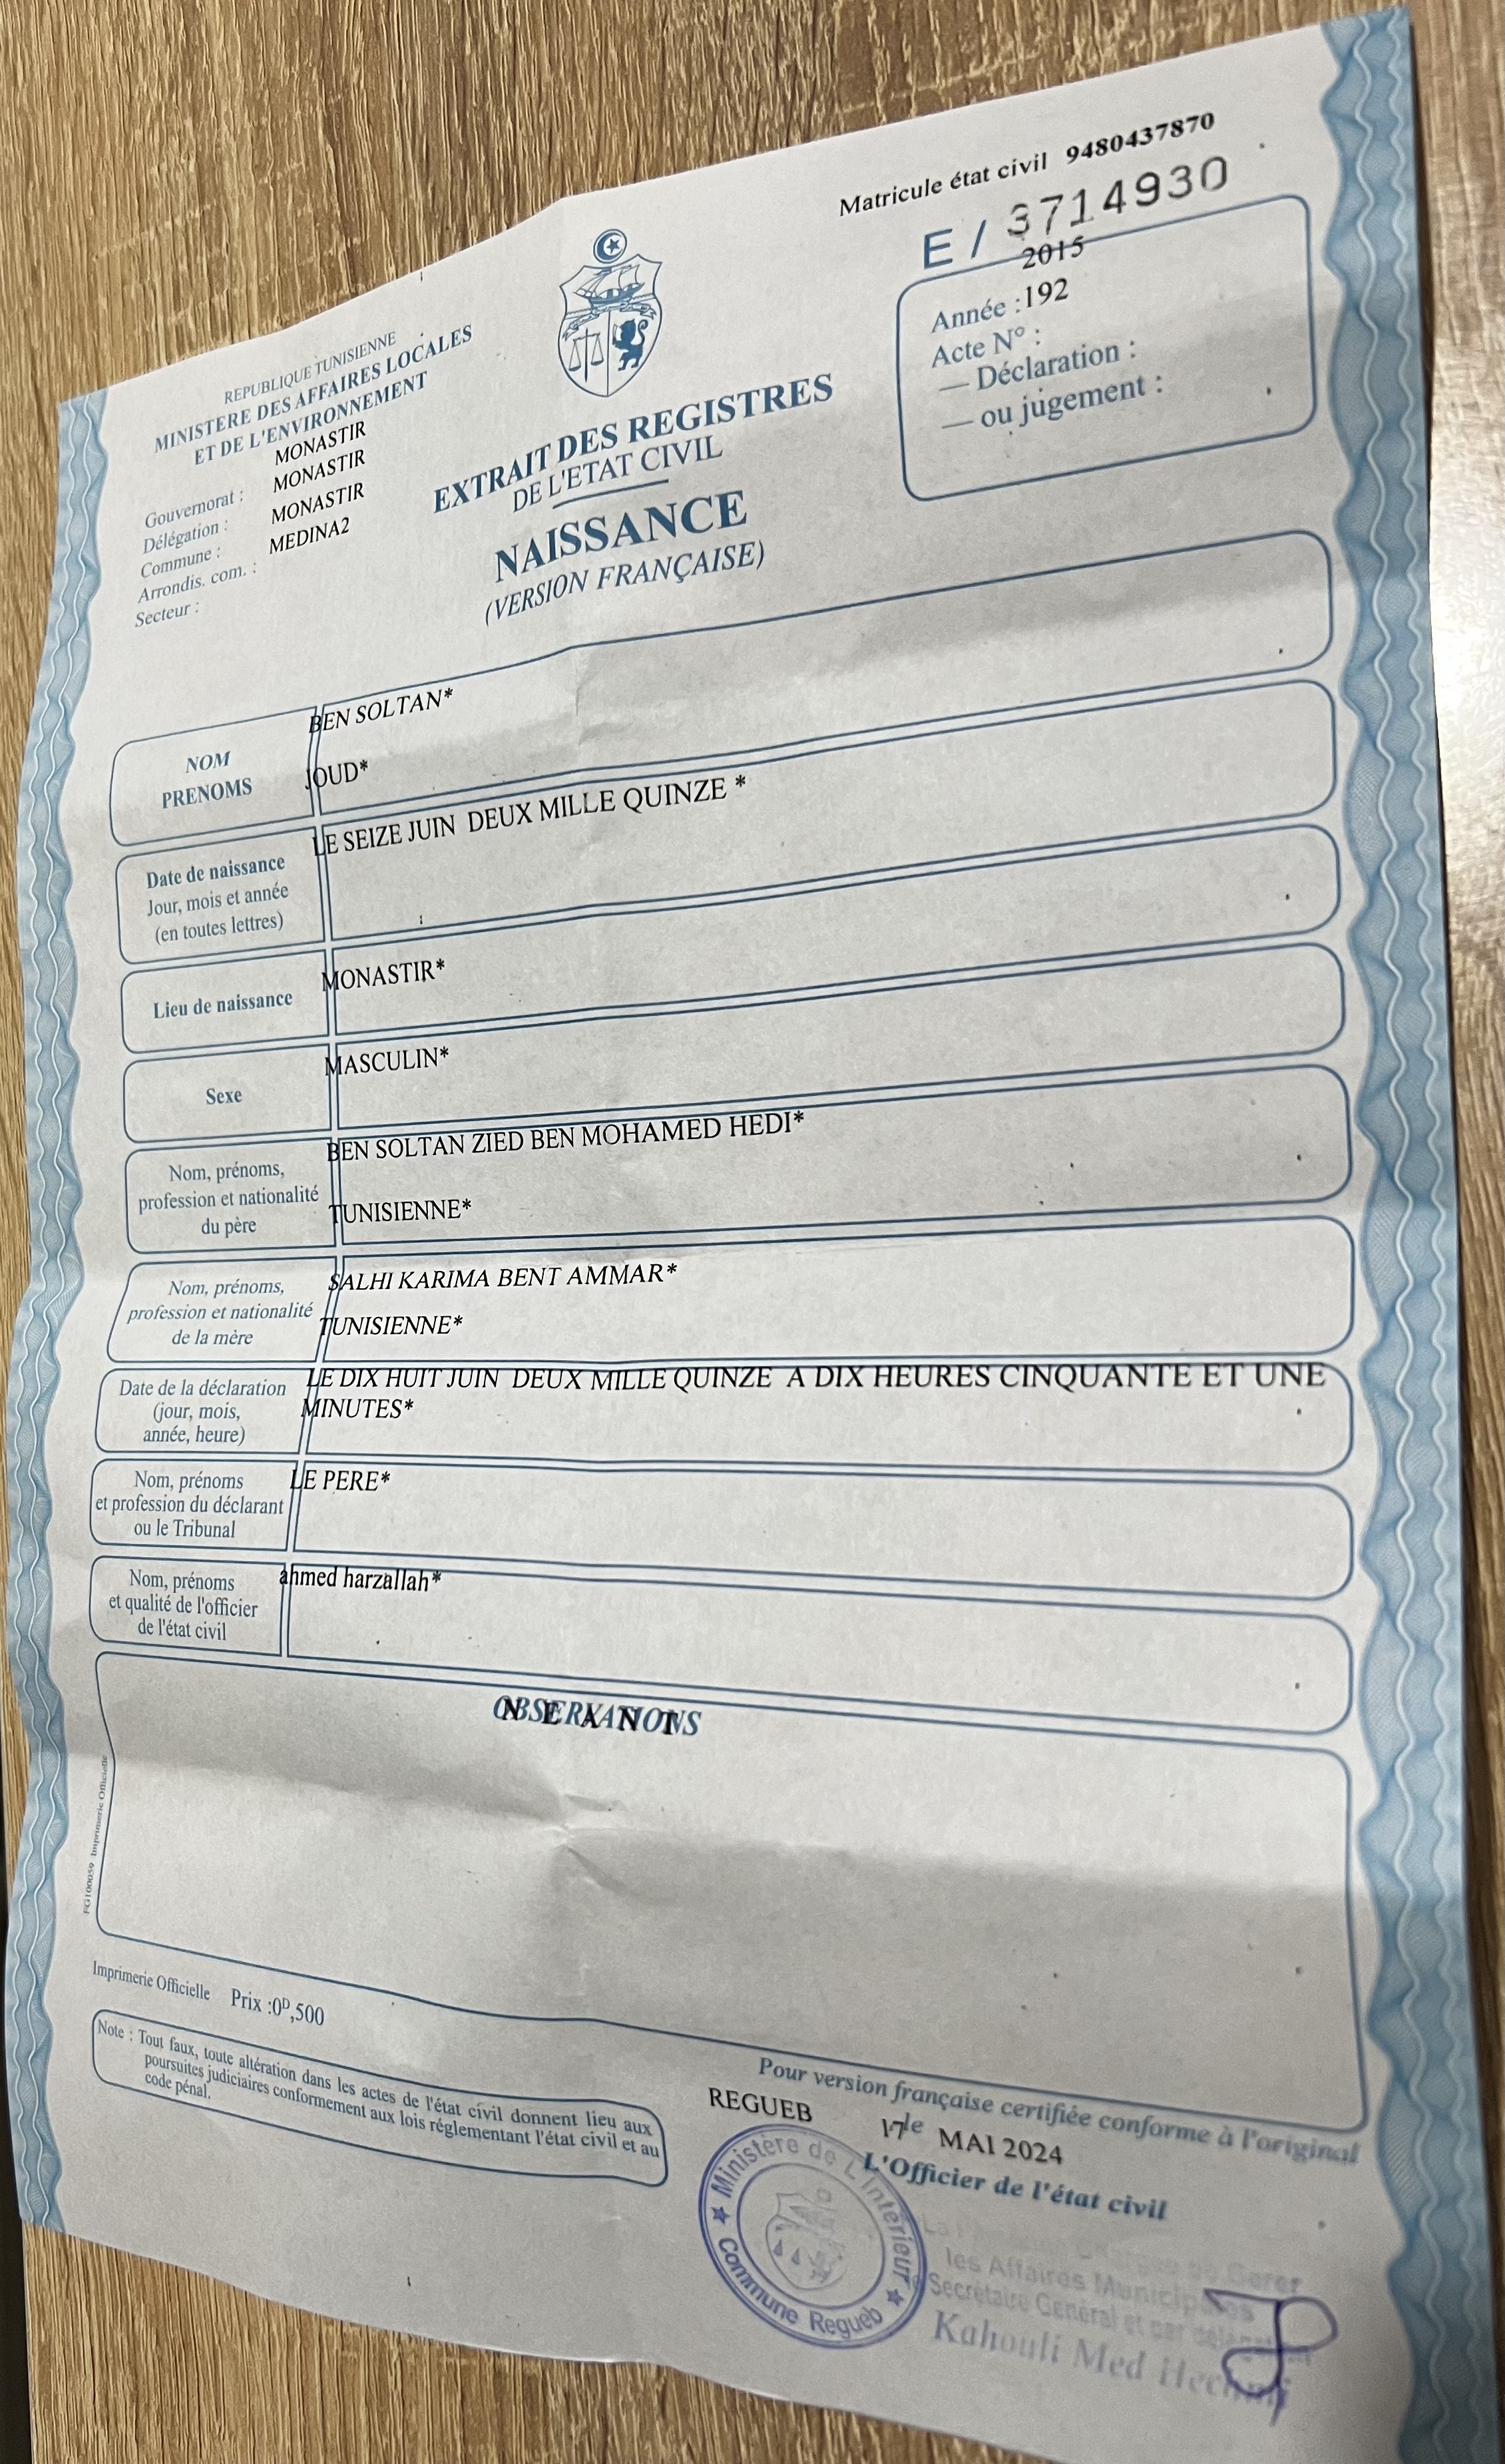 Matricule état civil 9480437870
E / 3714930
2015
Année :192
Acte N° :
— Déclaration :
— ou jugement :
REPUBLIQUE TUNISIENNE
MINISTERE DES AFFAIRES LOCALES
ET DE L'ENVIRONNEMENT
MONASTIR
Gouvernorat : MONASTIR
Délégation : MONASTIR
Commune : MEDINA2
Arrondis. com. :
Secteur :
EXTRAIT DES REGISTRES
DE L'ETAT CIVIL
NAISSANCE
(VERSION FRANÇAISE)
BEN SOLTAN*
NOM
PRENOMS
JOUD*
LE SEIZE JUIN DEUX MILLE QUINZE *
Date de naissance
Jour, mois et année
(en toutes lettres)
MONASTIR*
Lieu de naissance
MASCULIN*
Sexe
BEN SOLTAN ZIED BEN MOHAMED HEDI*
Nom, prénoms,
profession et nationalité
du père
TUNISIENNE*
SALHI KARIMA BENT AMMAR*
Nom, prénoms,
profession et nationalité
de la mère
TUNISIENNE*
LE DIX HUIT JUIN DEUX MILLE QUINZE A DIX HEURES CINQUANTE ET UNE
MINUTES*
Date de la déclaration
(jour, mois,
année, heure)
LE PERE*
Nom, prénoms
et profession du déclarant
ou le Tribunal
ahmed harzallah*
Nom, prénoms
et qualité de l'officier
de l'état civil
OBSERVATIONS
N E A N T
FG100059 Imprimerie Officielle
Imprimerie Officielle Prix :0ᴰ,500
Note : Tout faux, toute altération dans les actes de l'état civil donnent lieu aux
poursuites judiciaires conformement aux lois réglementant l'état civil et au
code pénal.
Pour version française certifiée conforme à l'original
REGUEB 17 le MAI 2024
L'Officier de l'état civil
Ministère de L'Intérieur
Commune Regueb
les Affaires Municipales
Secrétaire Général et par
Kahouli Med Hechmi